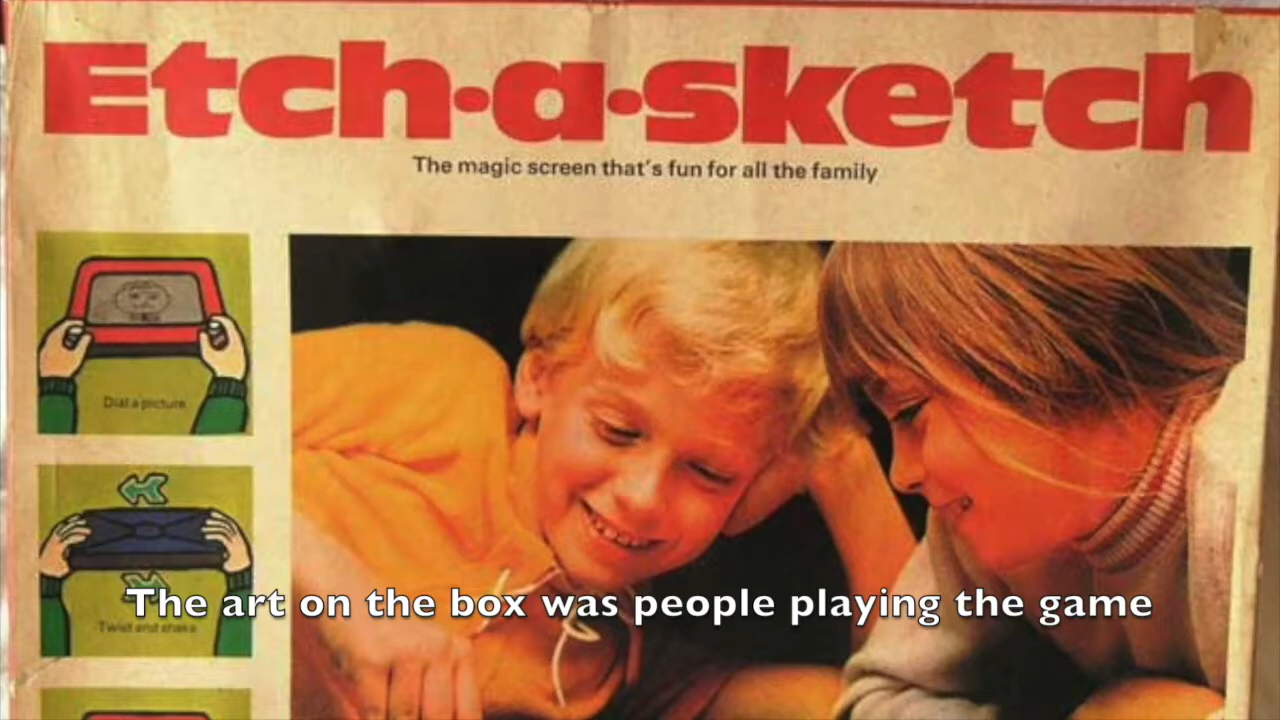 Etch·a·sketch
The magic screen that's fun for all the family
Dial a picture.
Twist and shake.
The art on the box was people playing the game